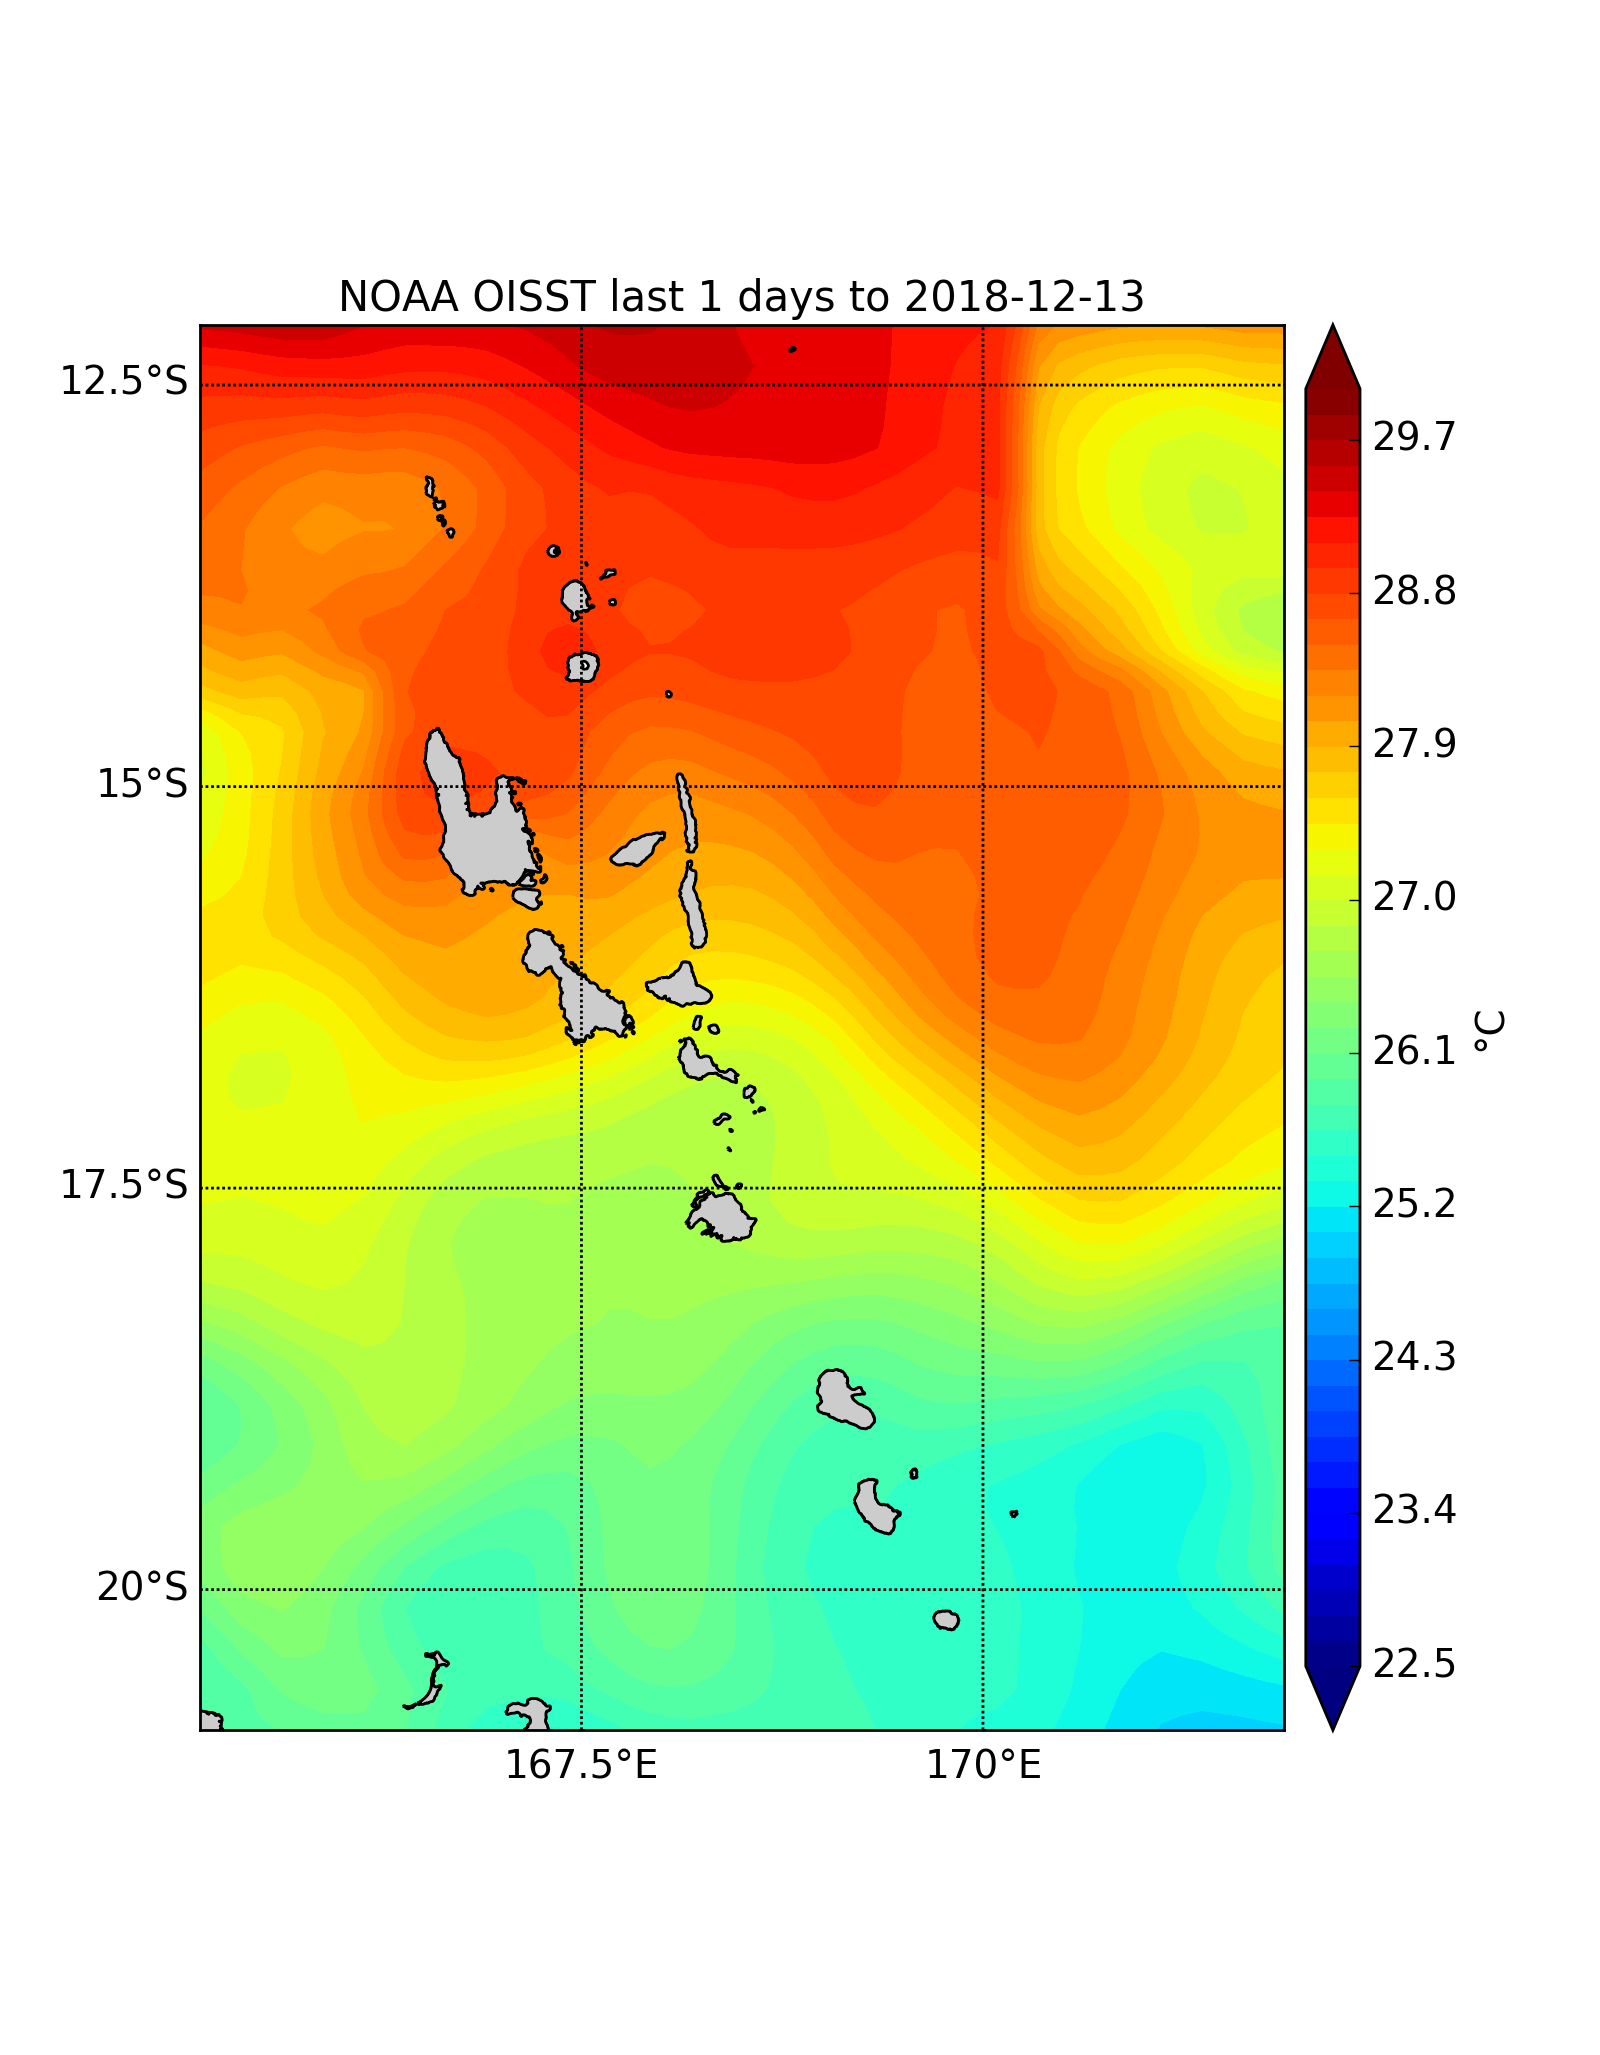 NOAA OISST last 1 days to 2018-12-13
12.5°S
15°S
17.5°S
20°S
167.5°E
170°E
29.7
28.8
27.9
27.0
26.1
25.2
24.3
23.4
22.5
°C